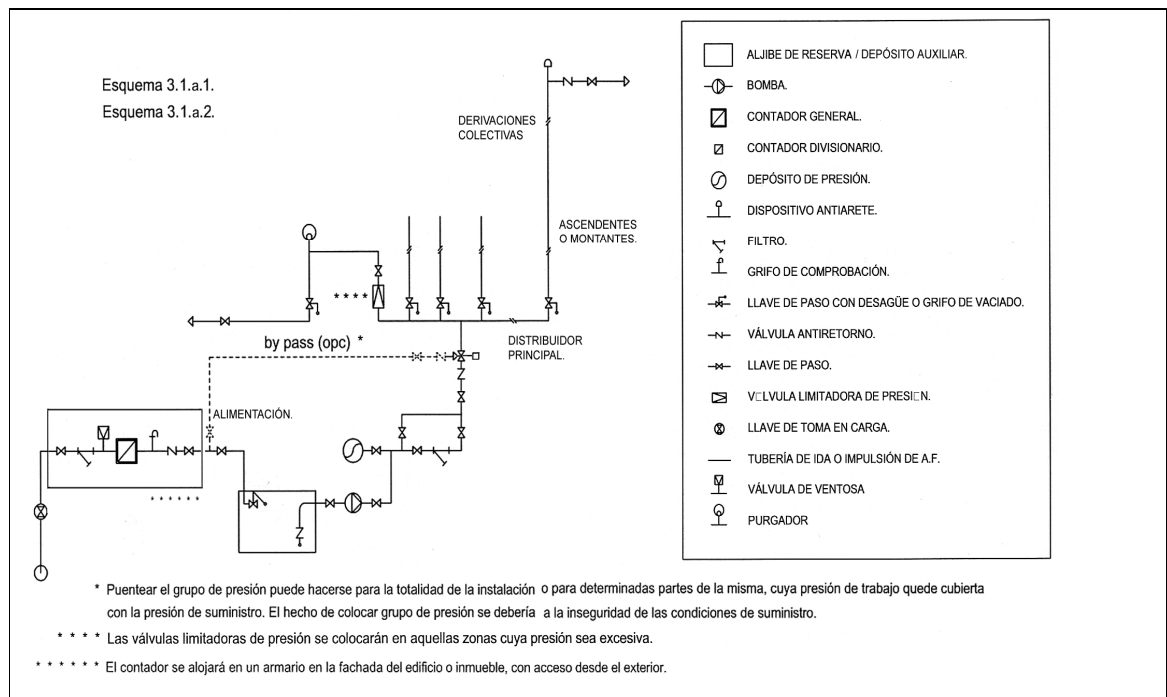 Esquema 3.1.a.1.
Esquema 3.1.a.2.
DERIVACIONES
COLECTIVAS
ASCENDENTES
O MONTANTES.
* * * *
by pass (opc) *
DISTRIBUIDOR
PRINCIPAL.
ALIMENTACIÓN.
* * * * * *
ALJIBE DE RESERVA / DEPÓSITO AUXILIAR.
BOMBA.
CONTADOR GENERAL.
CONTADOR DIVISIONARIO.
DEPÓSITO DE PRESIÓN.
DISPOSITIVO ANTIARETE.
FILTRO.
GRIFO DE COMPROBACIÓN.
LLAVE DE PASO CON DESAGÜE O GRIFO DE VACIADO.
VÁLVULA ANTIRETORNO.
LLAVE DE PASO.
V□LVULA LIMITADORA DE PRESI□N.
LLAVE DE TOMA EN CARGA.
TUBERÍA DE IDA O IMPULSIÓN DE A.F.
VÁLVULA DE VENTOSA
PURGADOR
* Puentear el grupo de presión puede hacerse para la totalidad de la instalación o para determinadas partes de la misma, cuya presión de trabajo quede cubierta
con la presión de suministro. El hecho de colocar grupo de presión se debería a la inseguridad de las condiciones de suministro.
* * * * Las válvulas limitadoras de presión se colocarán en aquellas zonas cuya presión sea excesiva.
* * * * * * El contador se alojará en un armario en la fachada del edificio o inmueble, con acceso desde el exterior.